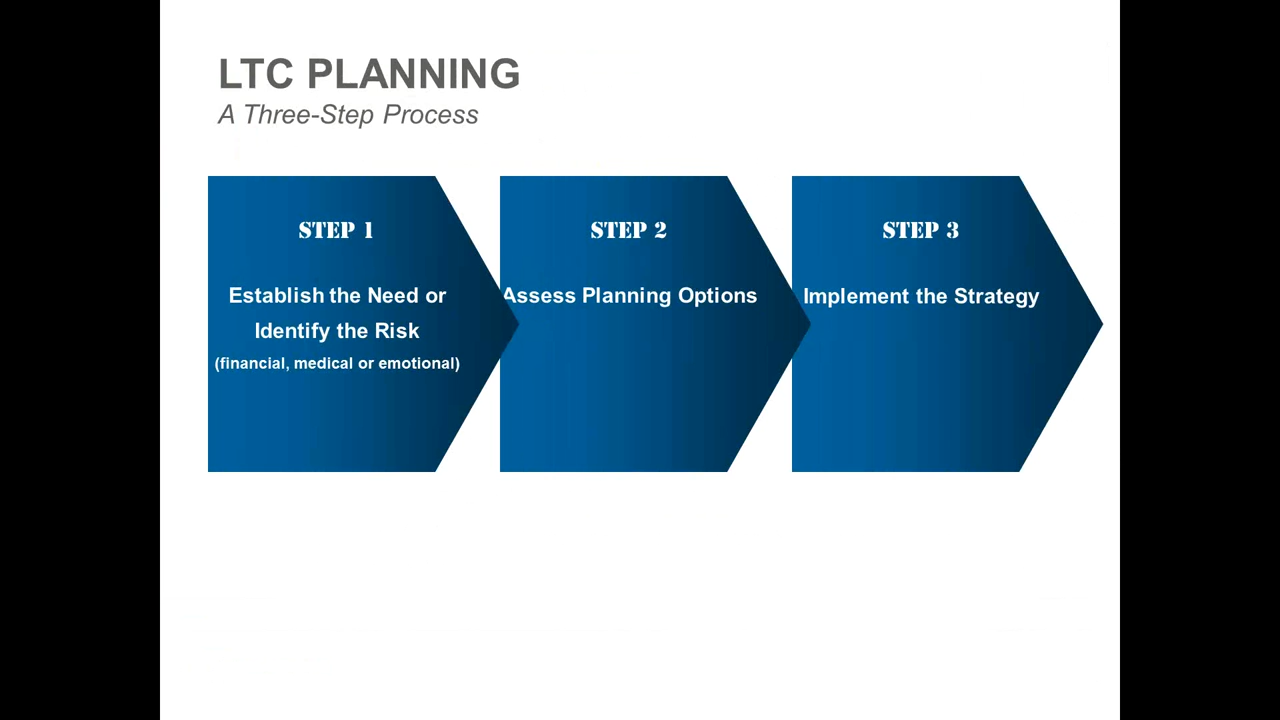 LTC PLANNING
A Three-Step Process
STEP 1
Establish the Need or
Identify the Risk
(financial, medical or emotional)
STEP 2
Assess Planning Options
STEP 3
Implement the Strategy